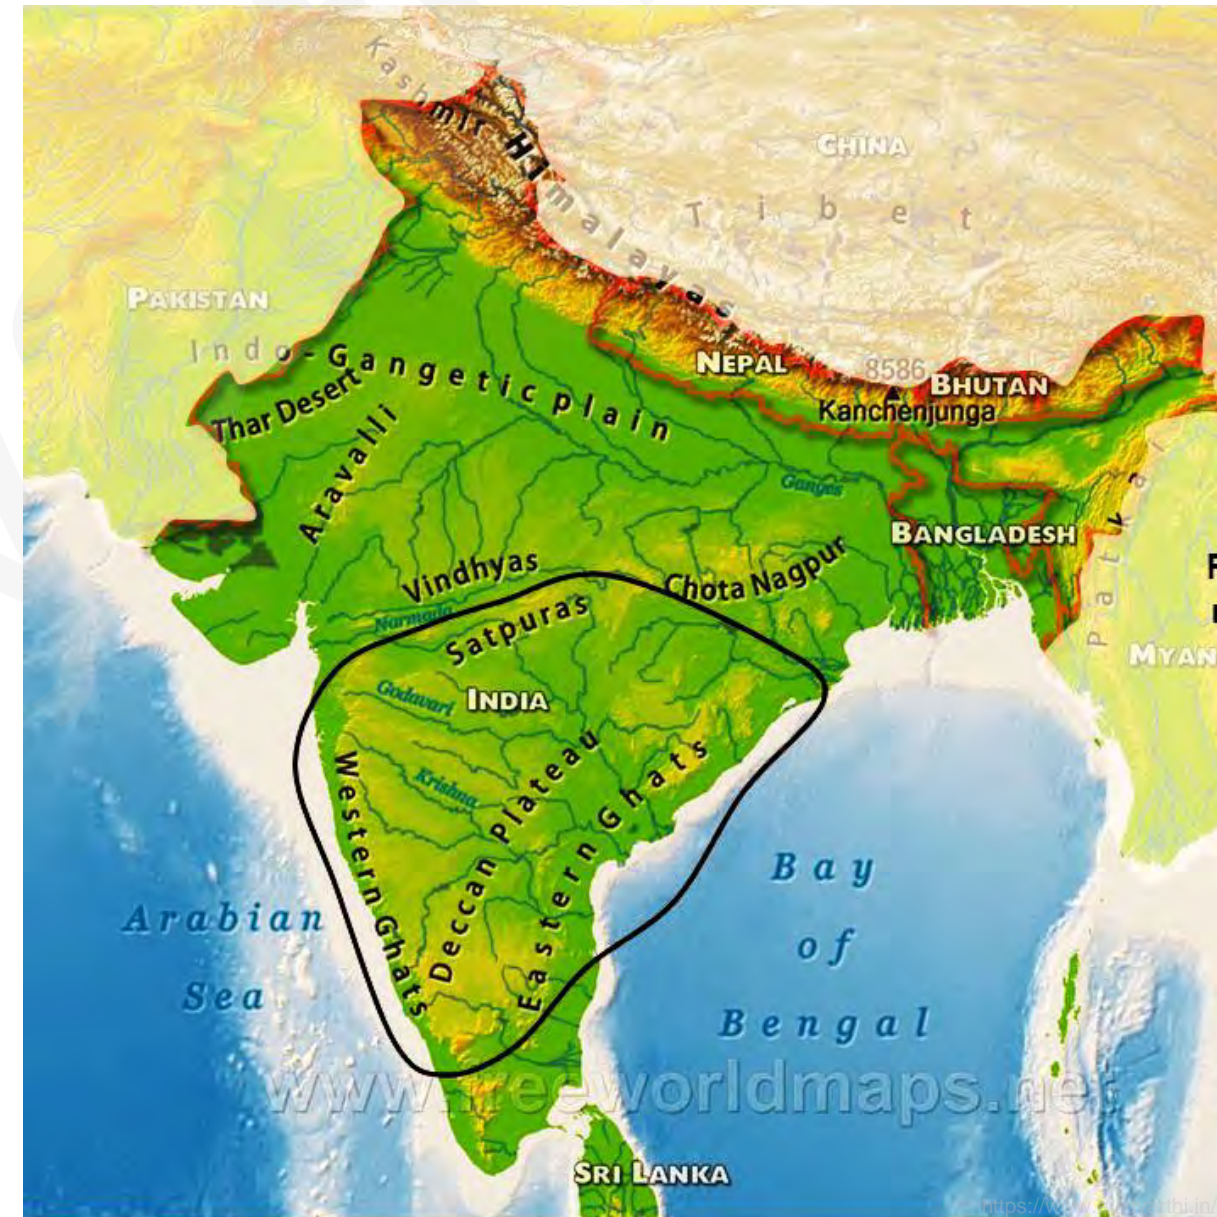 Kashmir
Himalayas
CHINA
Tibet
PAKISTAN
Indo-Gangetic plain
NEPAL
8586
BHUTAN
Kanchenjunga
Thar Desert
Aravalli
Ganges
Patkai
BANGLADESH
Vindhyas
Chota Nagpur
Narmada
Satpuras
MYAN
Godavari
INDIA
Krishna
Western Ghats
Deccan Plateau
Eastern Ghats
Arabian
Sea
Bay
of
Bengal
www.freeworldmaps.net
SRI LANKA